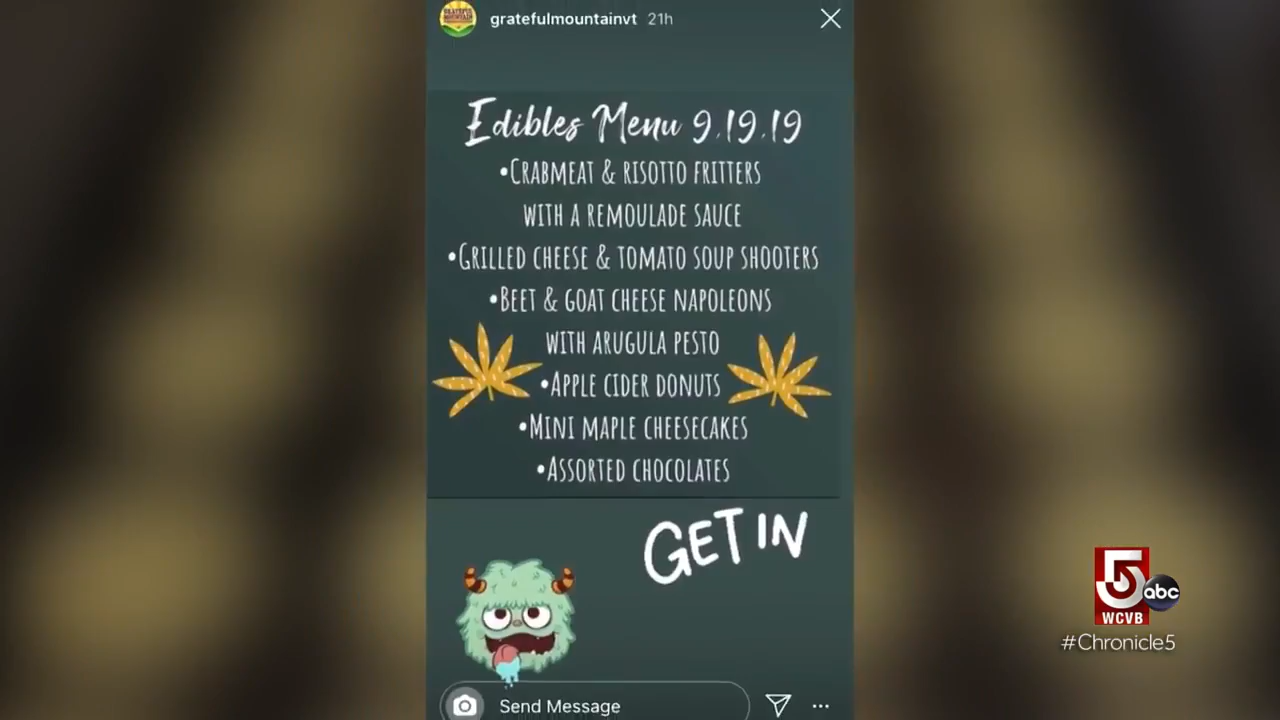 gratefulmountainvt 21h
Edibles Menu 9.19.19
•CRABMEAT & RISOTTO FRITTERS
WITH A REMOULADE SAUCE
•GRILLED CHEESE & TOMATO SOUP SHOOTERS
•BEET & GOAT CHEESE NAPOLEONS
WITH ARUGULA PESTO
•APPLE CIDER DONUTS
•MINI MAPLE CHEESECAKES
•ASSORTED CHOCOLATES
GET IN
5 abc
WCVB
#Chronicle5
Send Message